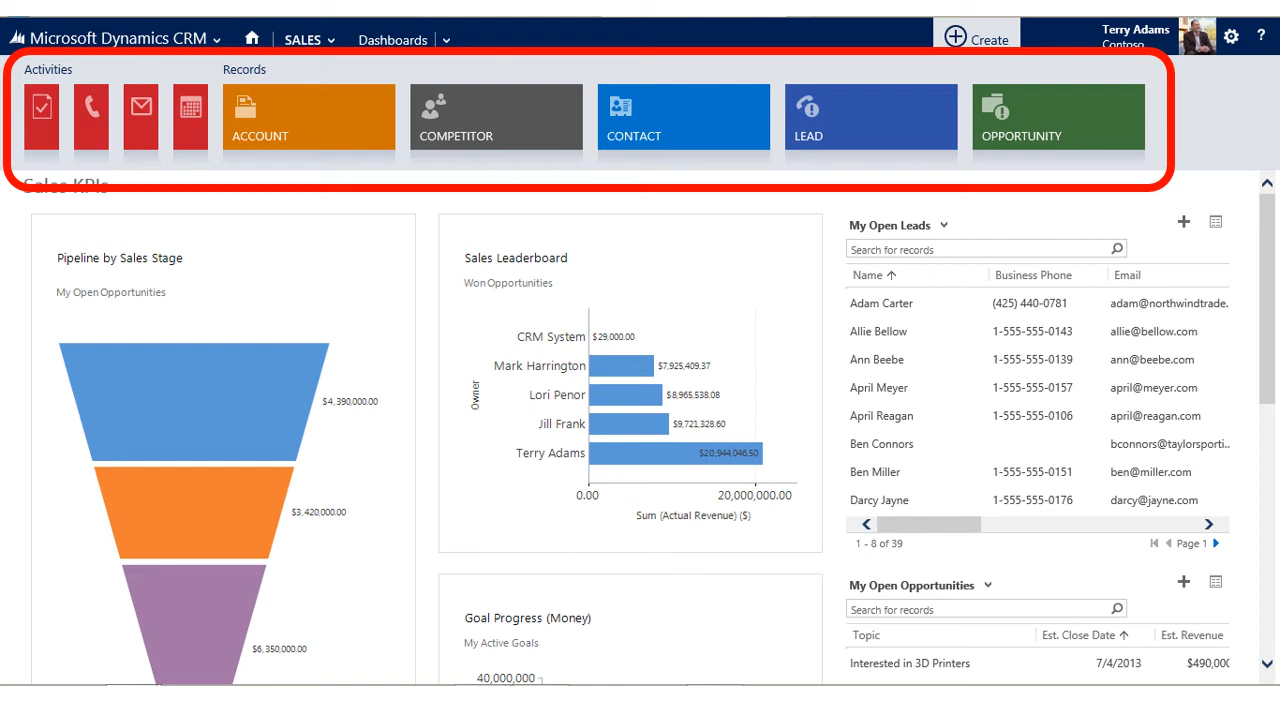 Microsoft Dynamics CRM
SALES
Dashboards
Create
Terry Adams
Contoso
?
Activities
Records
ACCOUNT
COMPETITOR
CONTACT
LEAD
OPPORTUNITY
Sales KPIs
Pipeline by Sales Stage
My Open Opportunities
$4,390,000.00
$3,420,000.00
$6,350,000.00
Sales Leaderboard
Won Opportunities
Owner
CRM System $29,000.00
Mark Harrington $7,925,409.37
Lori Penor $8,965,538.08
Jill Frank $9,721,328.60
Terry Adams $20,944,046.50
0.00 20,000,000.00
Sum (Actual Revenue) ($)
Goal Progress (Money)
My Active Goals
40,000,000
My Open Leads
Search for records
Name Business Phone Email
Adam Carter (425) 440-0781 adam@northwindtrade.
Allie Bellow 1-555-555-0143 allie@bellow.com
Ann Beebe 1-555-555-0139 ann@beebe.com
April Meyer 1-555-555-0157 april@meyer.com
April Reagan 1-555-555-0106 april@reagan.com
Ben Connors bconnors@taylorsporti..
Ben Miller 1-555-555-0151 ben@miller.com
Darcy Jayne 1-555-555-0176 darcy@jayne.com
1 - 8 of 39 Page 1
My Open Opportunities
Search for records
Topic Est. Close Date Est. Revenue
Interested in 3D Printers 7/4/2013 $490,000